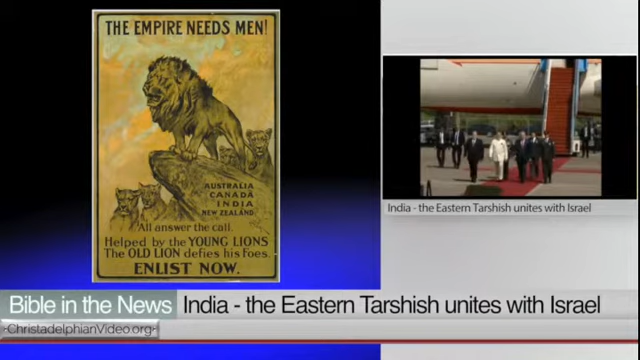 THE EMPIRE NEEDS MEN!
AUSTRALIA
CANADA
INDIA
NEW ZEALAND
All answer the call.
Helped by the YOUNG LIONS
The OLD LION defies his foes.
ENLIST NOW.
India - the Eastern Tarshish unites with Israel
Bible in the News India - the Eastern Tarshish unites with Israel
ChristadelphianVideo.org